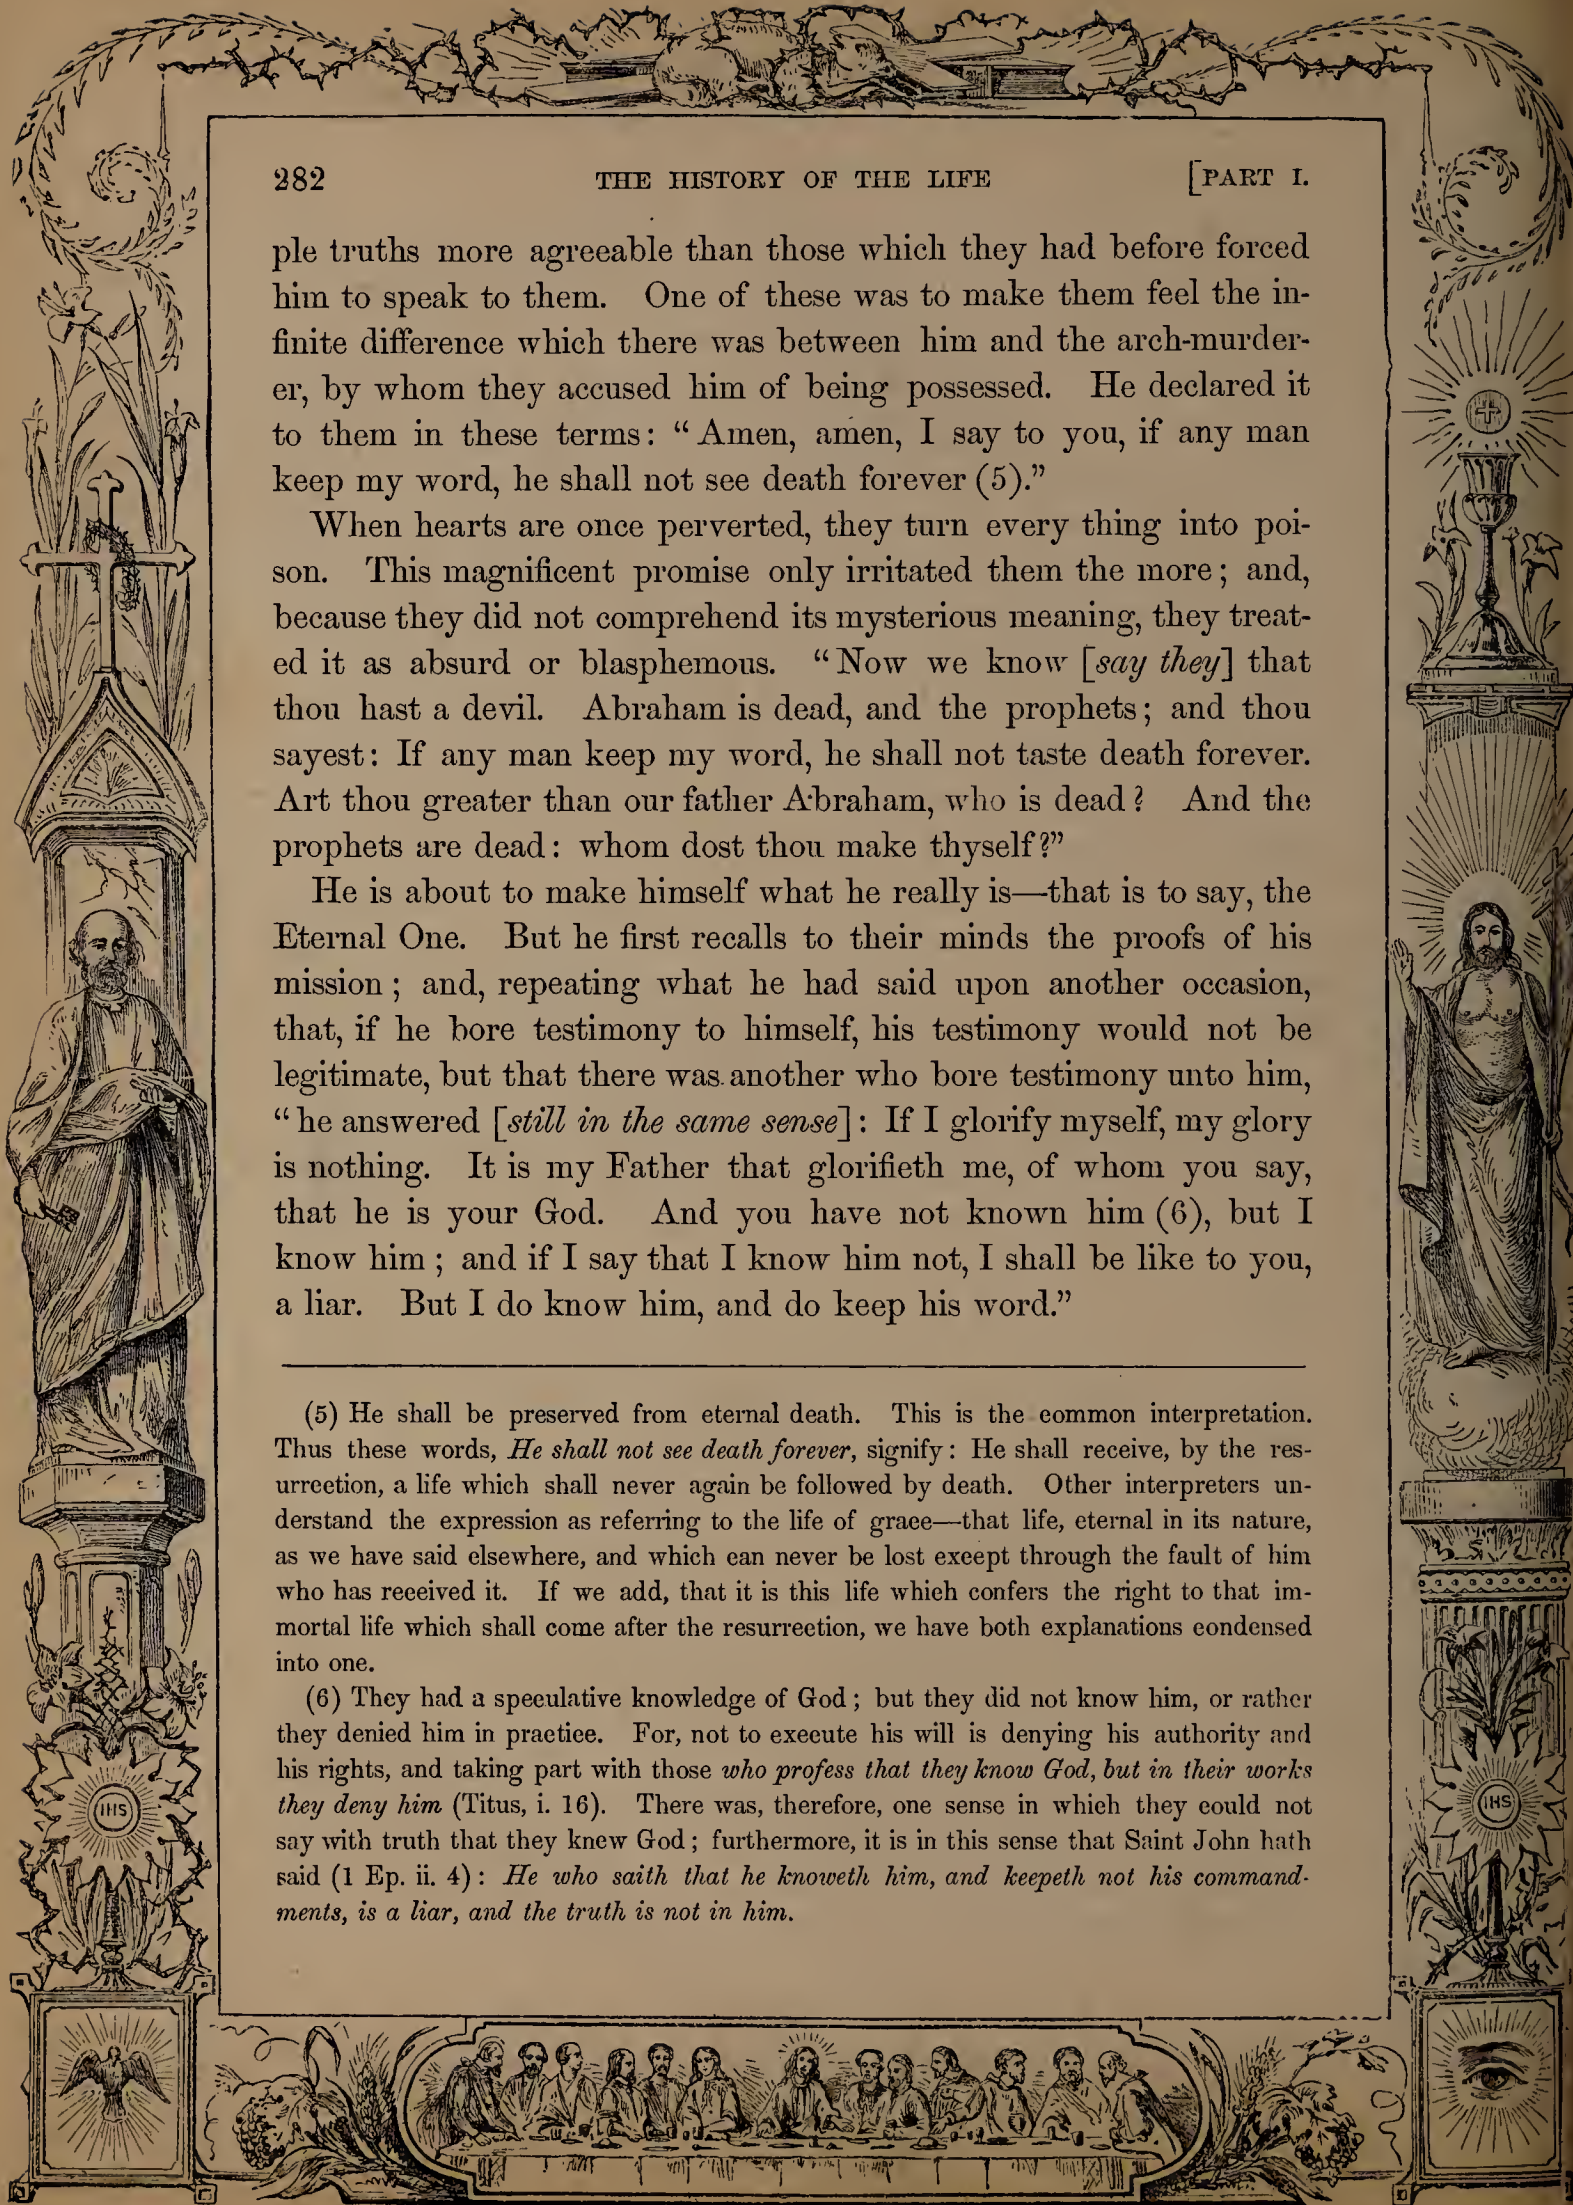 282 THE HISTORY OF THE LIFE [PART I.
ple truths more agreeable than those which they had before forced
him to speak to them. One of these was to make them feel the in-
finite difference which there was between him and the arch-murder-
er, by whom they accused him of being possessed. He declared it
to them in these terms: “Amen, amen, I say to you, if any man
keep my word, he shall not see death forever (5).”
When hearts are once perverted, they turn every thing into poi-
son. This magnificent promise only irritated them the more; and,
because they did not comprehend its mysterious meaning, they treat-
ed it as absurd or blasphemous. “Now we know [say they] that
thou hast a devil. Abraham is dead, and the prophets; and thou
sayest: If any man keep my word, he shall not taste death forever.
Art thou greater than our father Abraham, who is dead? And the
prophets are dead: whom dost thou make thyself?”
He is about to make himself what he really is—that is to say, the
Eternal One. But he first recalls to their minds the proofs of his
mission; and, repeating what he had said upon another occasion,
that, if he bore testimony to himself, his testimony would not be
legitimate, but that there was another who bore testimony unto him,
“he answered [still in the same sense]: If I glorify myself, my glory
is nothing. It is my Father that glorifieth me, of whom you say,
that he is your God. And you have not known him (6), but I
know him; and if I say that I know him not, I shall be like to you,
a liar. But I do know him, and do keep his word.”
(5) He shall be preserved from eternal death. This is the common interpretation.
Thus these words, He shall not see death forever, signify: He shall receive, by the res-
urrection, a life which shall never again be followed by death. Other interpreters un-
derstand the expression as referring to the life of grace—that life, eternal in its nature,
as we have said elsewhere, and which can never be lost except through the fault of him
who has received it. If we add, that it is this life which confers the right to that im-
mortal life which shall come after the resurrection, we have both explanations condensed
into one.
(6) They had a speculative knowledge of God; but they did not know him, or rather
they denied him in practice. For, not to execute his will is denying his authority and
his rights, and taking part with those who profess that they know God, but in their works
they deny him (Titus, i. 16). There was, therefore, one sense in which they could not
say with truth that they knew God; furthermore, it is in this sense that Saint John hath
said (1 Ep. ii. 4): He who saith that he knoweth him, and keepeth not his command-
ments, is a liar, and the truth is not in him.
IHS
IHS